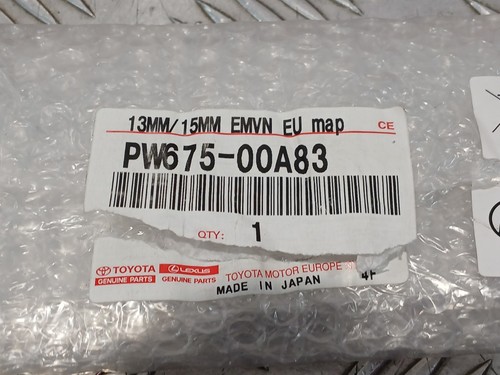 13MM/15MM EMVN EU map
CE
PW675-00A83
QTY: 1
TOYOTA
GENUINE PARTS
LEXUS
GENUINE PARTS
TOYOTA MOTOR EUROPE
MADE IN JAPAN